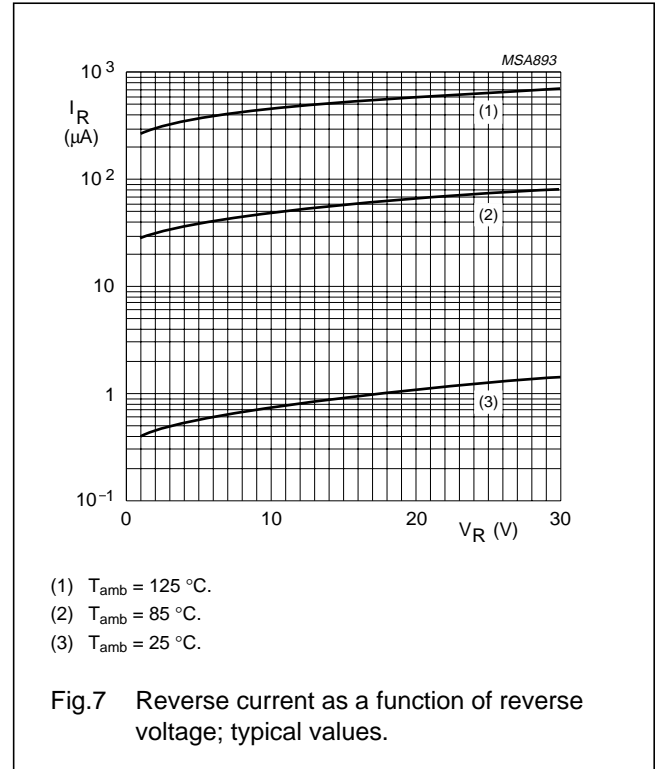 MSA893
10³
I_R
(µA)
10²
10
1
10⁻¹
(1)
(2)
(3)
0
10
20
30
V_R (V)
(1) T_amb = 125 °C.
(2) T_amb = 85 °C.
(3) T_amb = 25 °C.
Fig.7 Reverse current as a function of reverse
voltage; typical values.